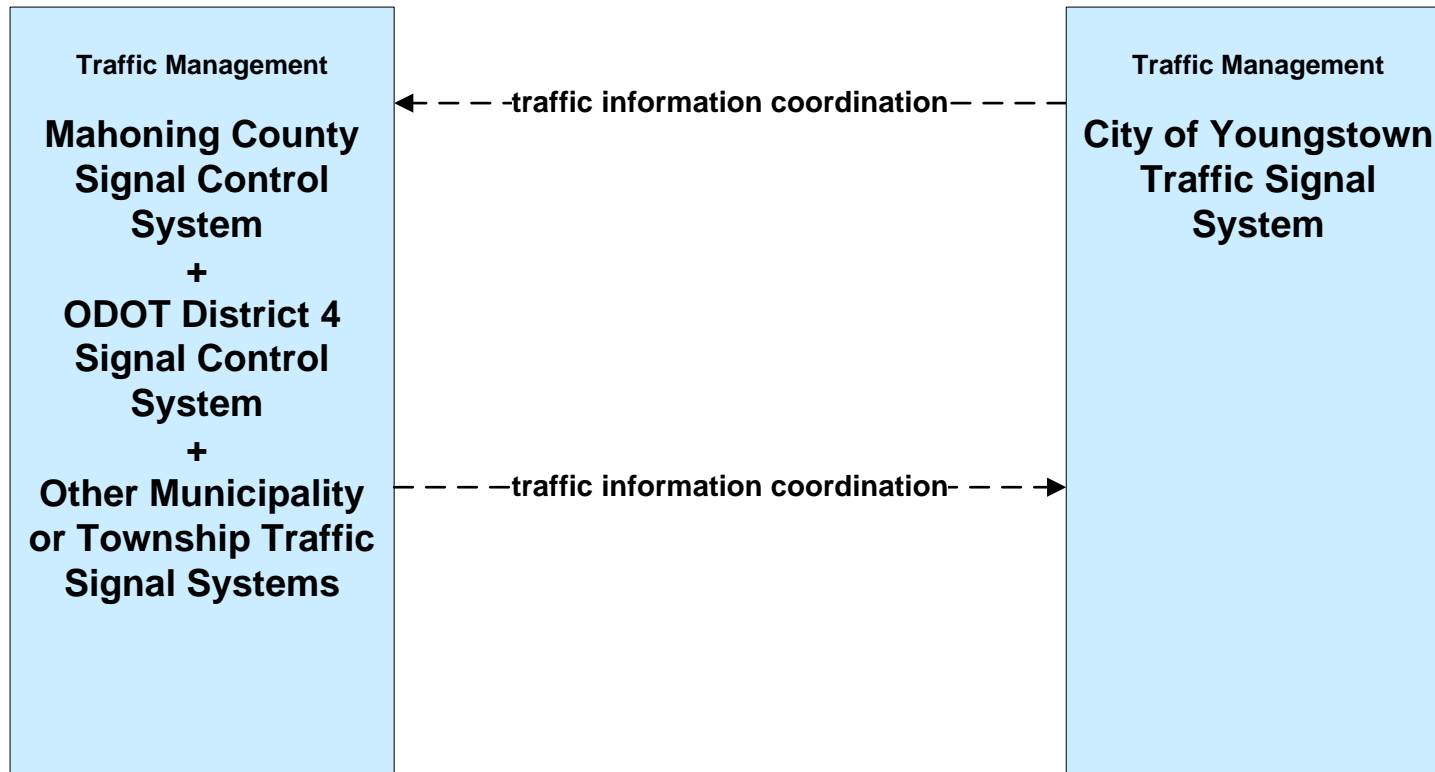 Traffic Management
Mahoning County
Signal Control
System
+
ODOT District 4
Signal Control
System
+
Other Municipality
or Township Traffic
Signal Systems
traffic information coordination
traffic information coordination
Traffic Management
City of Youngstown
Traffic Signal
System